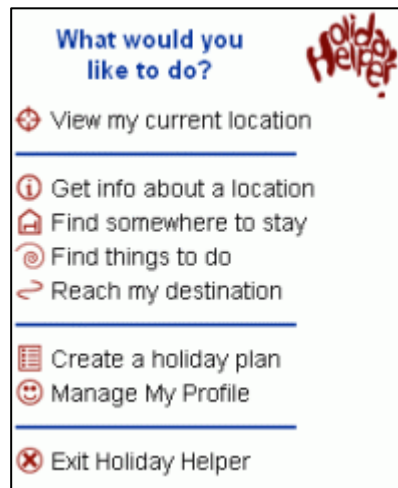 What would you
like to do?
Holiday
Helper
View my current location
Get info about a location
Find somewhere to stay
Find things to do
Reach my destination
Create a holiday plan
Manage My Profile
Exit Holiday Helper